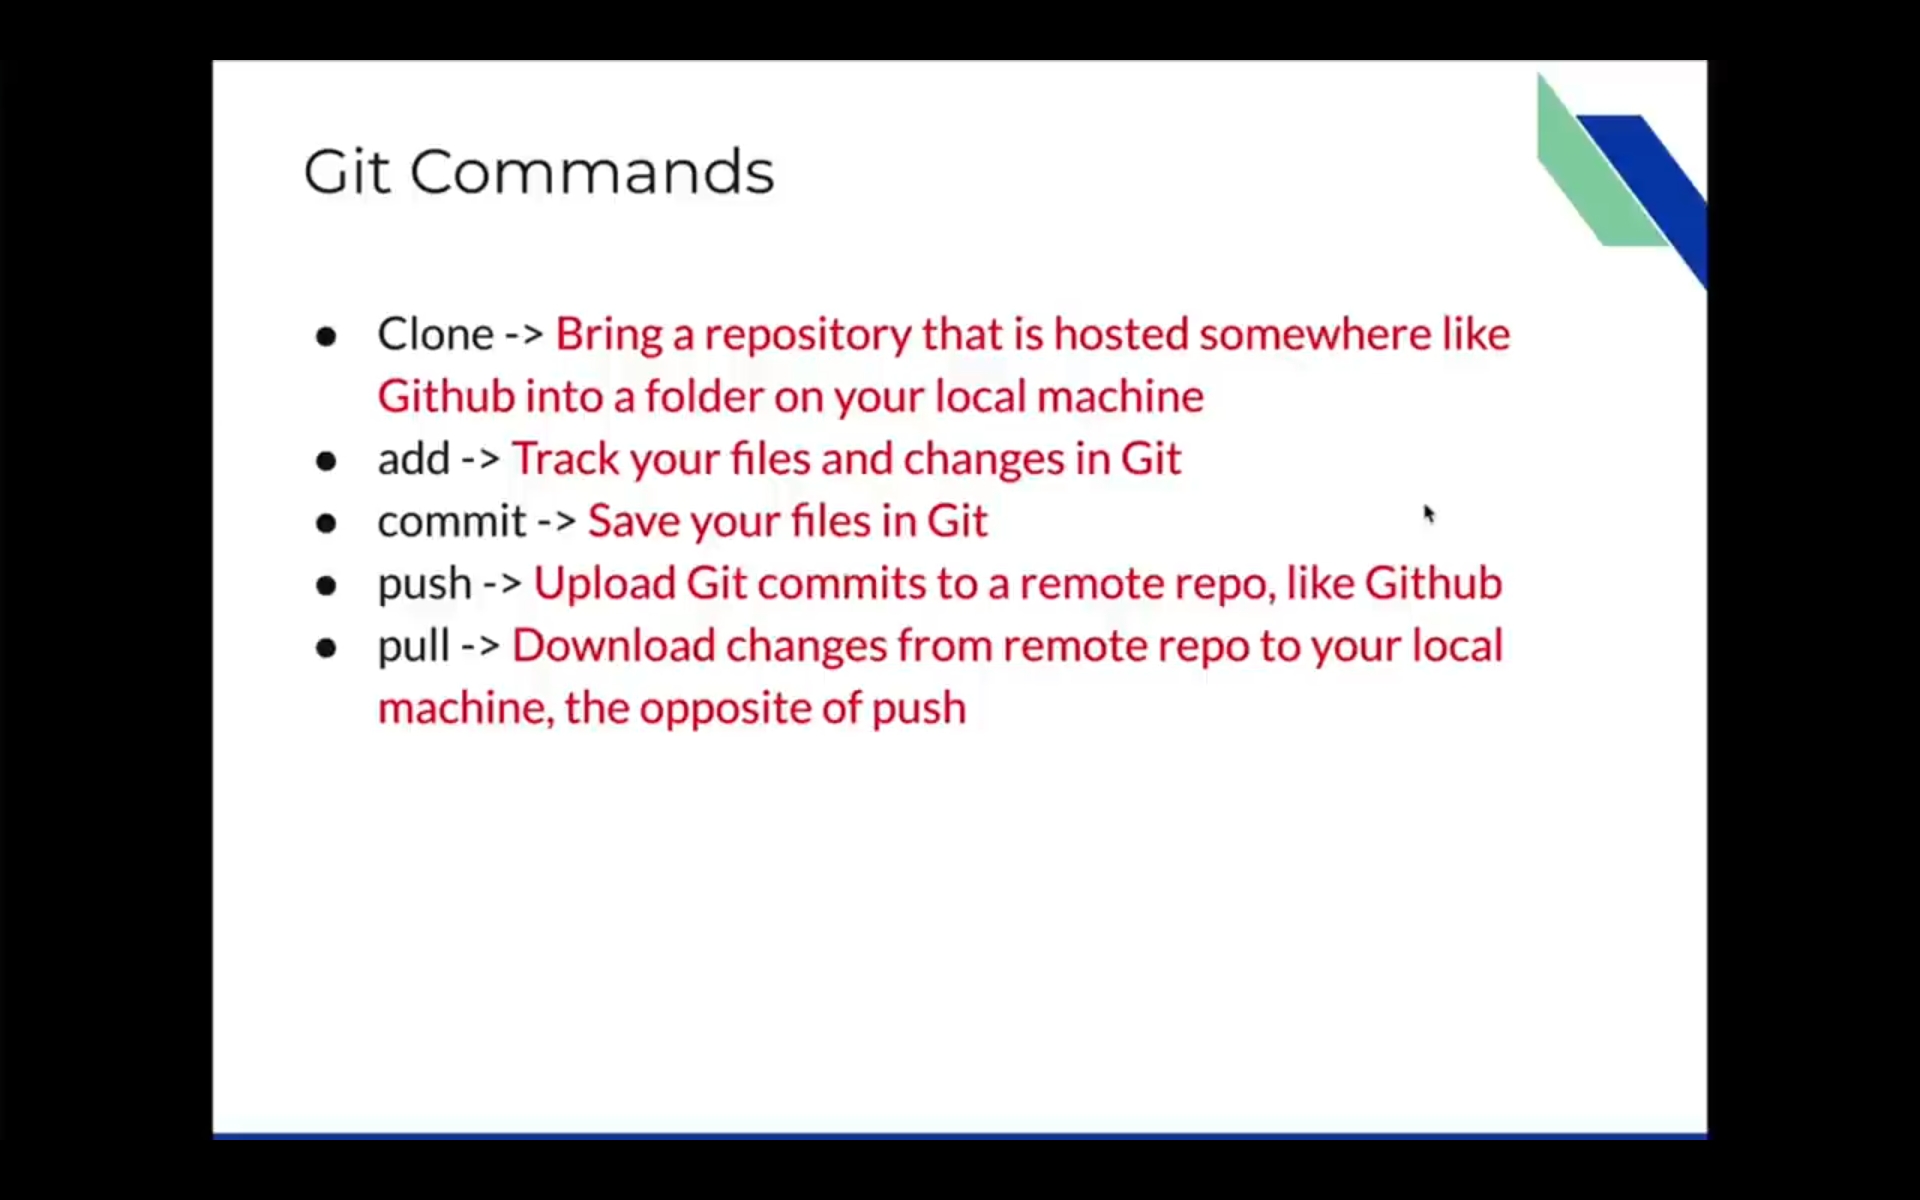 Git Commands
● Clone -> Bring a repository that is hosted somewhere like
Github into a folder on your local machine
● add -> Track your files and changes in Git
● commit -> Save your files in Git
● push -> Upload Git commits to a remote repo, like Github
● pull -> Download changes from remote repo to your local
machine, the opposite of push